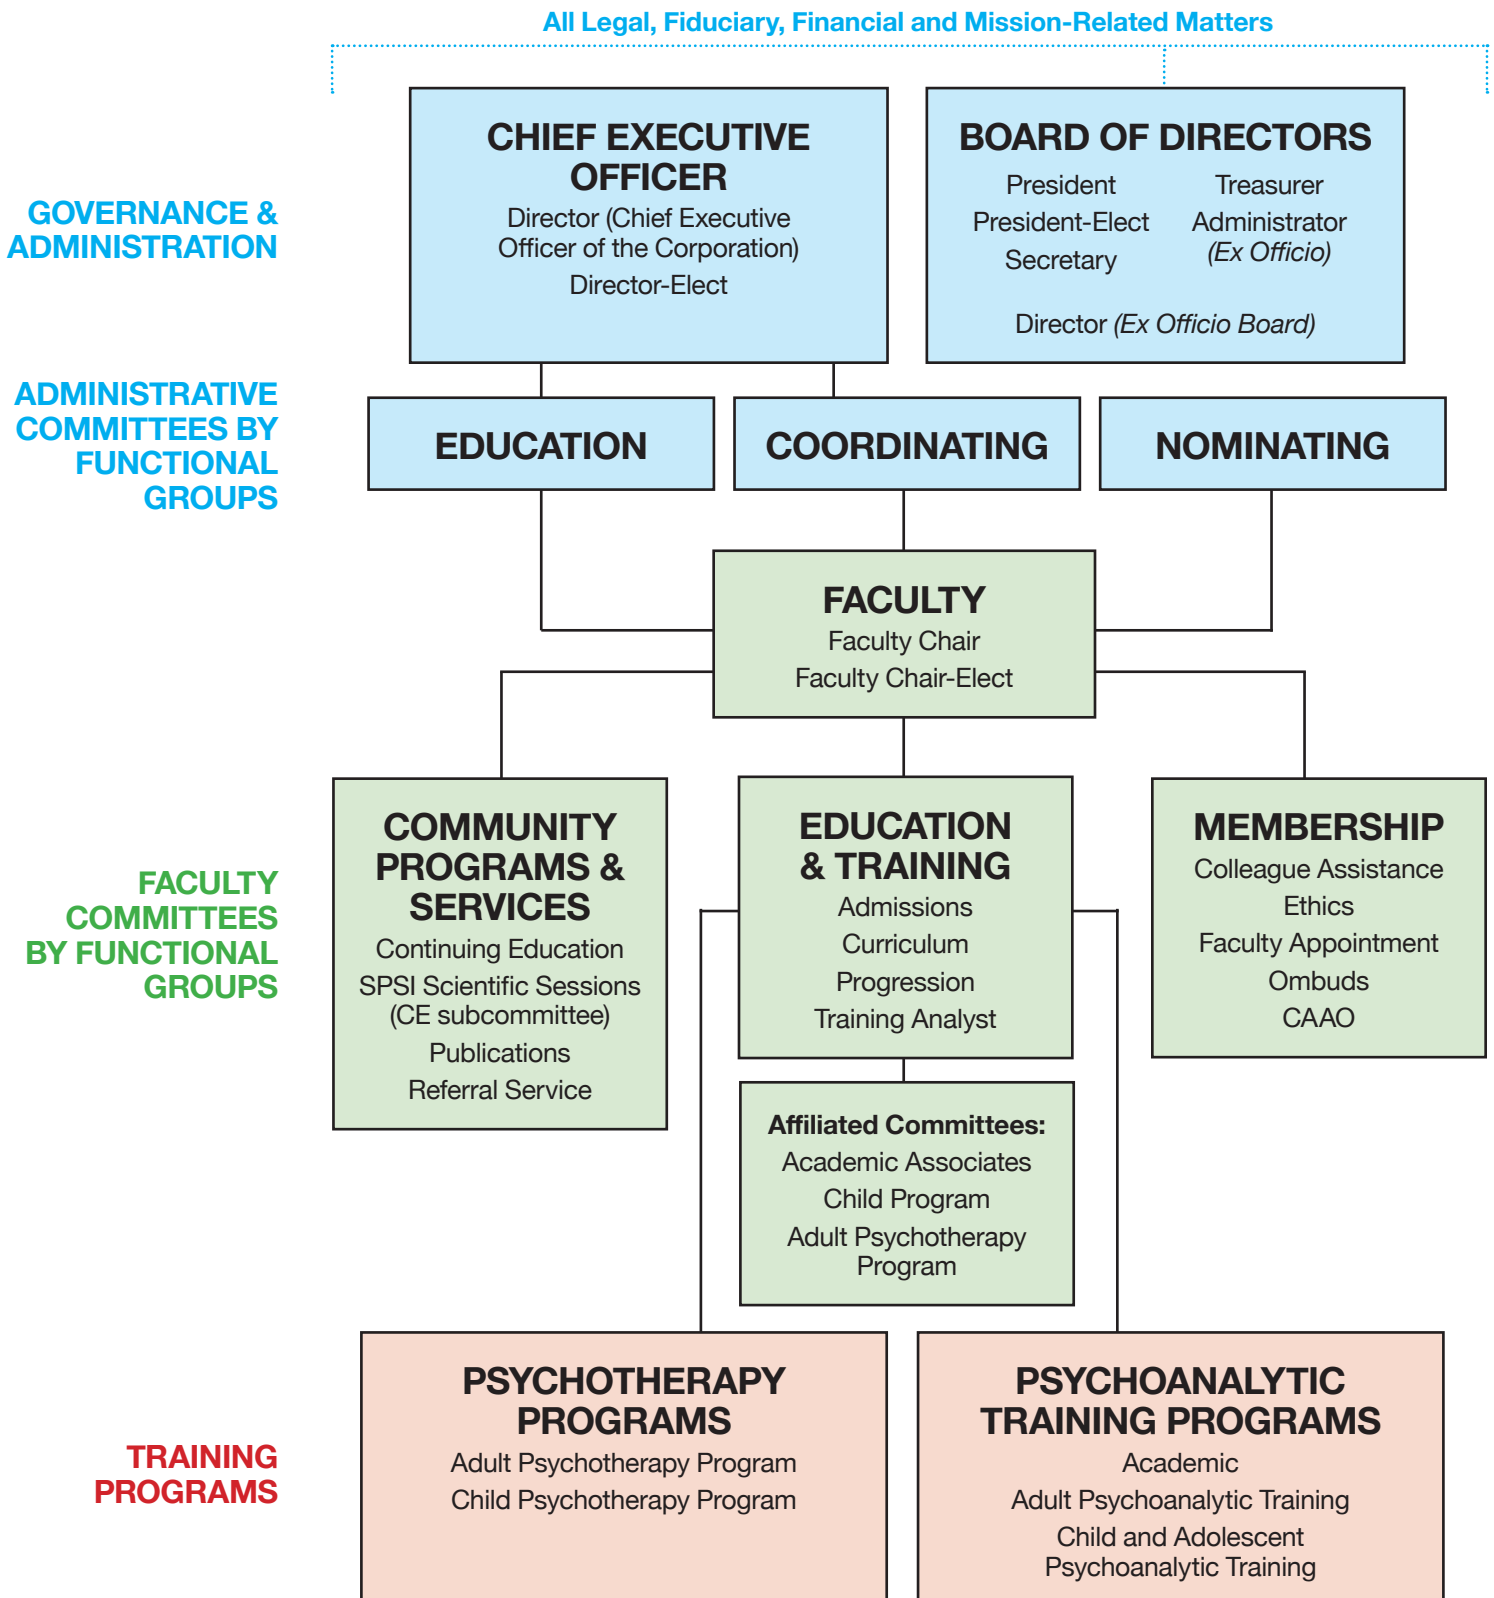 All Legal, Fiduciary, Financial and Mission-Related Matters
GOVERNANCE &
ADMINISTRATION
CHIEF EXECUTIVE
OFFICER
Director (Chief Executive
Officer of the Corporation)
Director-Elect
BOARD OF DIRECTORS
President
President-Elect
Secretary
Treasurer
Administrator
(Ex Officio)
Director (Ex Officio Board)
ADMINISTRATIVE
COMMITTEES BY
FUNCTIONAL
GROUPS
EDUCATION
COORDINATING
NOMINATING
FACULTY
Faculty Chair
Faculty Chair-Elect
FACULTY
COMMITTEES
BY FUNCTIONAL
GROUPS
COMMUNITY
PROGRAMS &
SERVICES
Continuing Education
SPSI Scientific Sessions
(CE subcommittee)
Publications
Referral Service
EDUCATION
& TRAINING
Admissions
Curriculum
Progression
Training Analyst
MEMBERSHIP
Colleague Assistance
Ethics
Faculty Appointment
Ombuds
CAAO
Affiliated Committees:
Academic Associates
Child Program
Adult Psychotherapy
Program
TRAINING
PROGRAMS
PSYCHOTHERAPY
PROGRAMS
Adult Psychotherapy Program
Child Psychotherapy Program
PSYCHOANALYTIC
TRAINING PROGRAMS
Academic
Adult Psychoanalytic Training
Child and Adolescent
Psychoanalytic Training